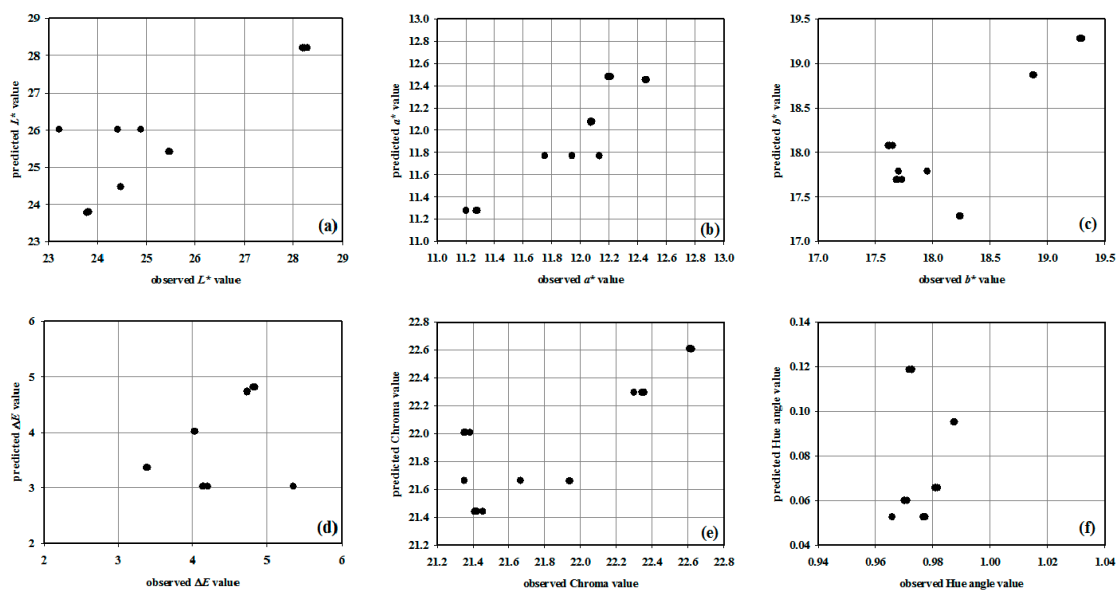 29
28
27
26
25
24
23
predicted L* value
(a)
23 24 25 26 27 28 29
observed L* value
13.0
12.8
12.6
12.4
12.2
12.0
11.8
11.6
11.4
11.2
11.0
predicted a* value
(b)
11.0 11.2 11.4 11.6 11.8 12.0 12.2 12.4 12.6 12.8 13.0
observed a* value
19.5
19.0
18.5
18.0
17.5
17.0
predicted b* value
(c)
17.0 17.5 18.0 18.5 19.0 19.5
observed b* value
6
5
4
3
2
predicted ΔE value
(d)
2 3 4 5 6
observed ΔE value
22.8
22.6
22.4
22.2
22.0
21.8
21.6
21.4
21.2
predicted Chroma value
(e)
21.2 21.4 21.6 21.8 22.0 22.2 22.4 22.6 22.8
observed Chroma value
0.14
0.12
0.10
0.08
0.06
0.04
predicted Hue angle value
(f)
0.94 0.96 0.98 1.00 1.02 1.04
observed Hue angle value